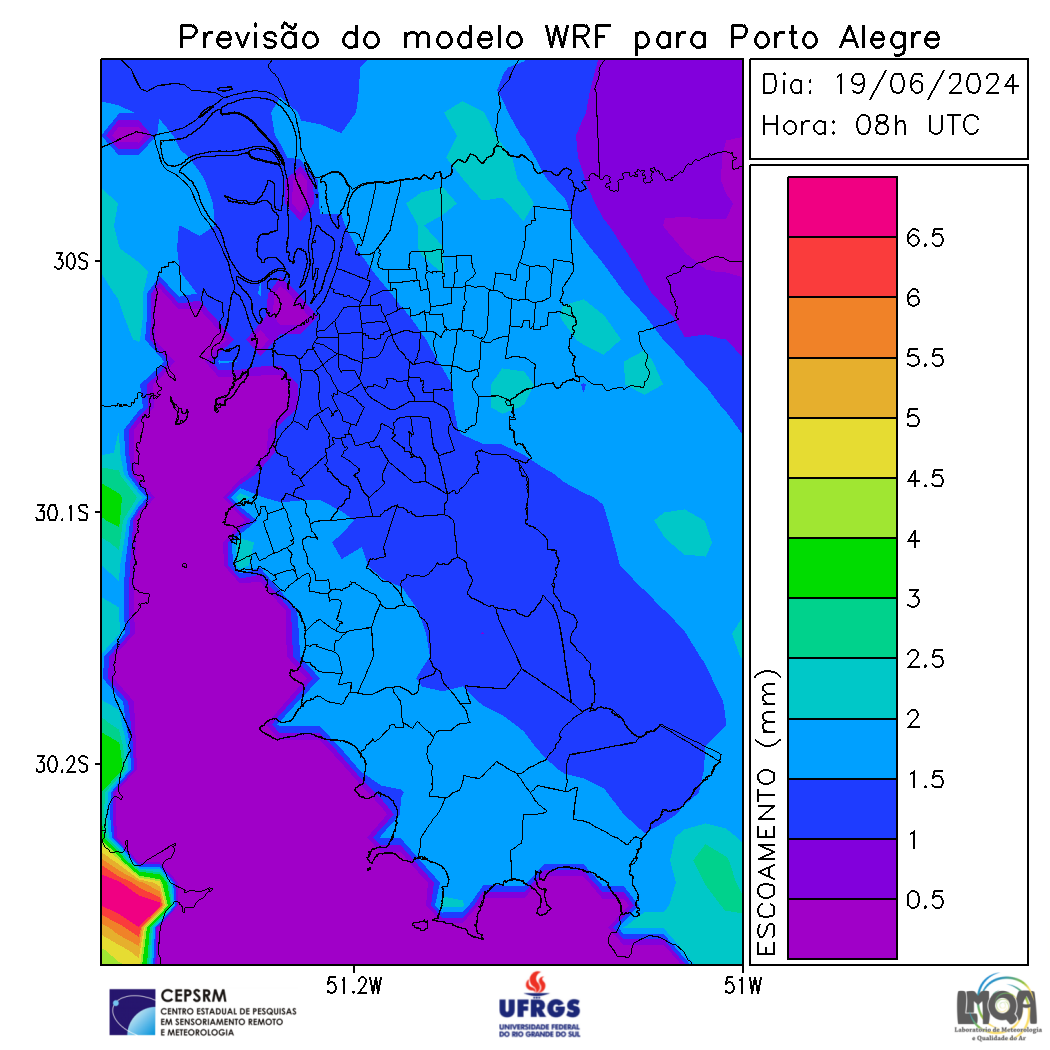 Previsão do modelo WRF para Porto Alegre
Dia: 19/06/2024
Hora: 08h UTC
30S
30.1S
30.2S
51.2W
51W
ESCOAMENTO (mm)
6.5
6
5.5
5
4.5
4
3
2.5
2
1.5
1
0.5
CEPSRM
CENTRO ESTADUAL DE PESQUISAS
EM SENSORIAMENTO REMOTO
E METEOROLOGIA
UFRGS
UNIVERSIDADE FEDERAL
DO RIO GRANDE DO SUL
LMQA
Laboratório de Meteorologia
e Qualidade do Ar